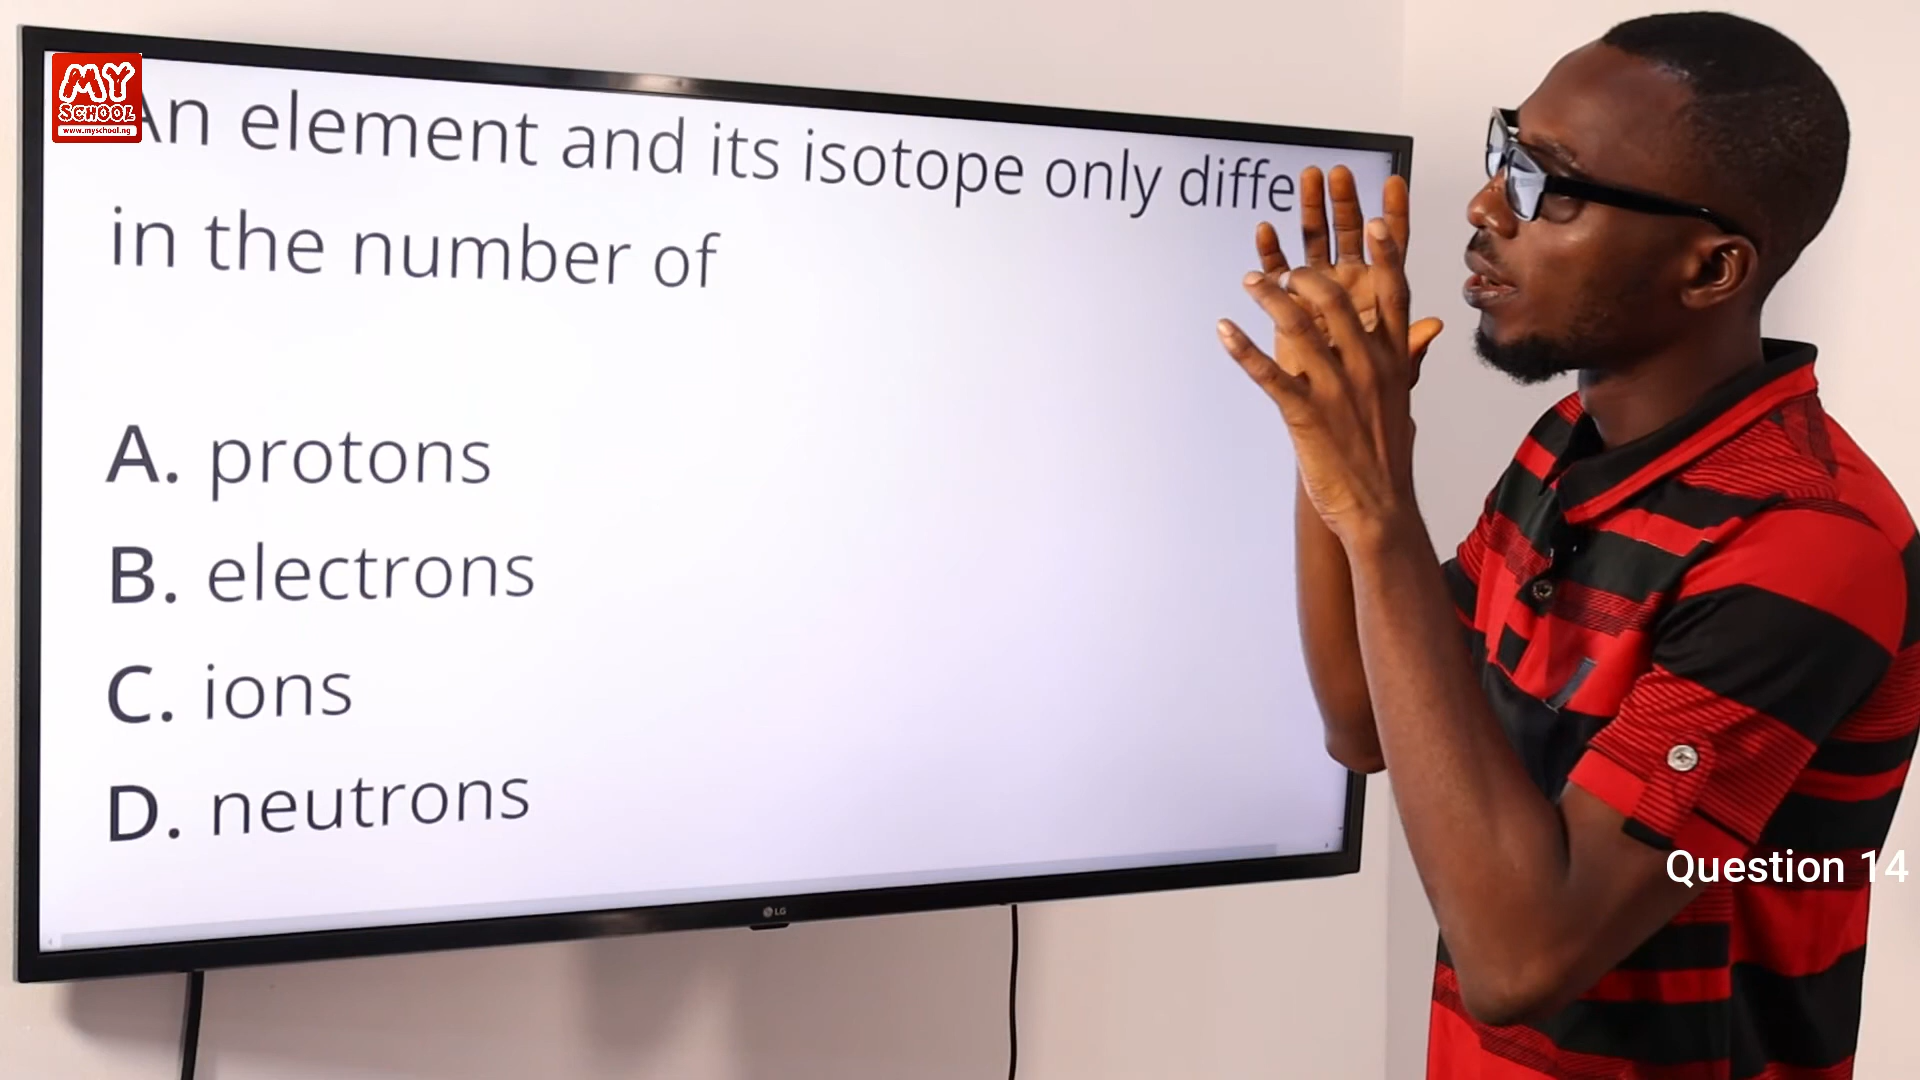 MY
SCHOOL
www.myschool.ng
An element and its isotope only diffe
in the number of
A. protons
B. electrons
C. ions
D. neutrons
LG
Question 14